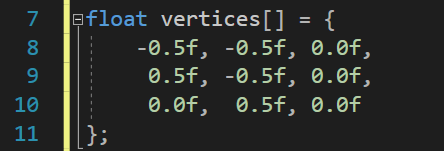 7 float vertices[] = {
8     -0.5f, -0.5f, 0.0f,
9      0.5f, -0.5f, 0.0f,
10      0.0f,  0.5f, 0.0f
11 };